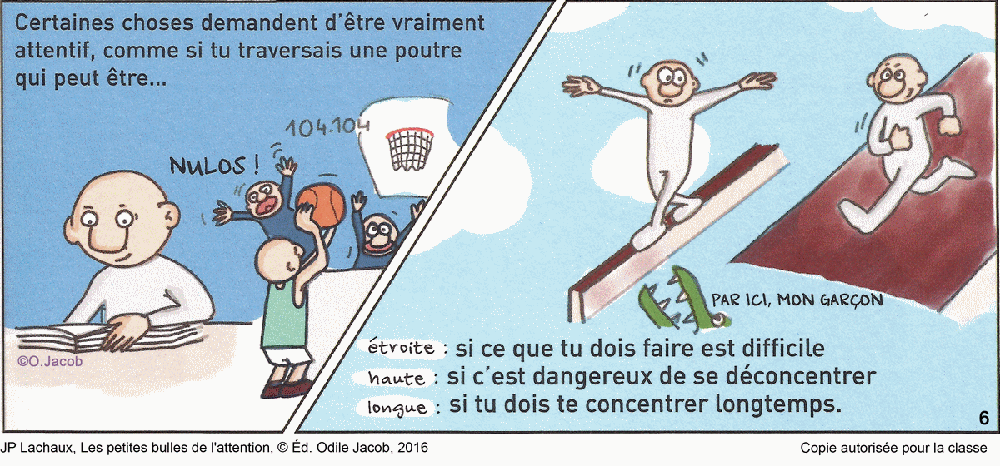 Certaines choses demandent d'être vraiment
attentif, comme si tu traversais une poutre
qui peut être...
104.104
NULOS !
©O.Jacob
PAR ICI, MON GARÇON
étroite : si ce que tu dois faire est difficile
haute : si c'est dangereux de se déconcentrer
longue : si tu dois te concentrer longtemps.
6
JP Lachaux, Les petites bulles de l'attention, © Éd. Odile Jacob, 2016
Copie autorisée pour la classe